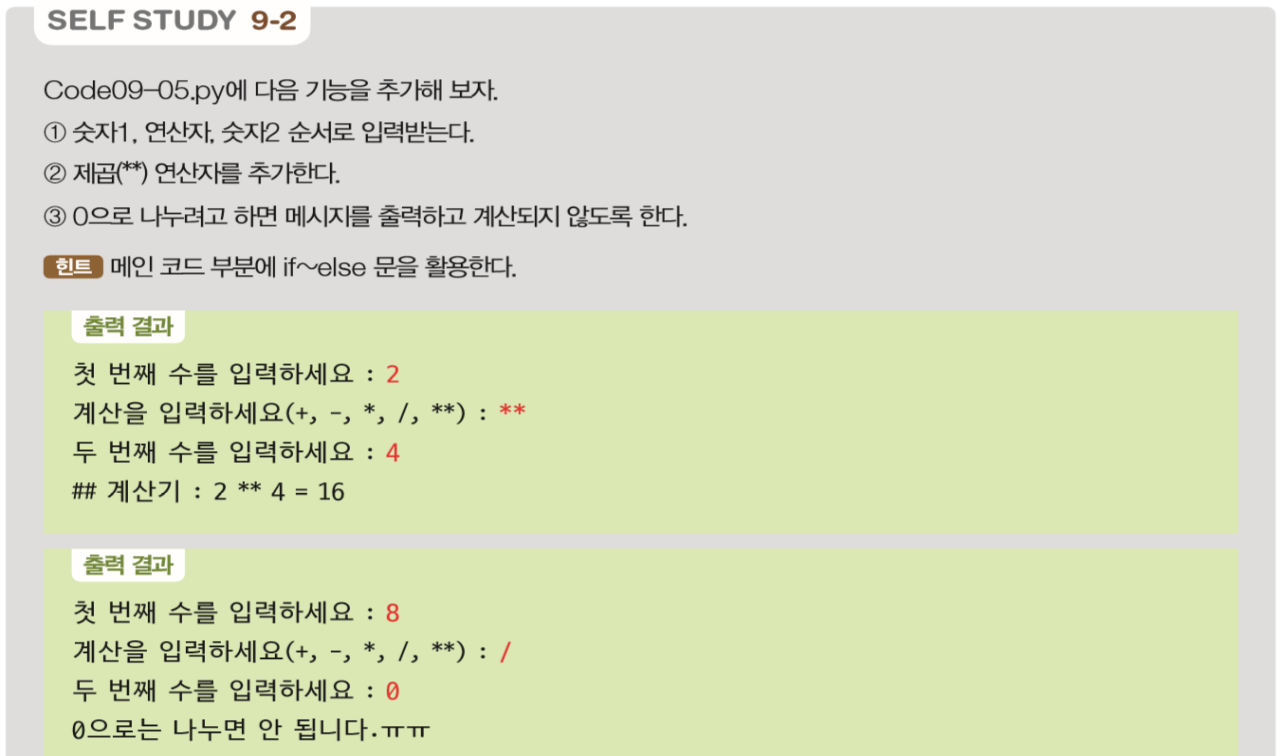 SELF STUDY 9-2
Code09-05.py에 다음 기능을 추가해 보자.
① 숫자1, 연산자, 숫자2 순서로 입력받는다.
② 제곱(**) 연산자를 추가한다.
③ 0으로 나누려고 하면 메시지를 출력하고 계산되지 않도록 한다.
힌트 메인 코드 부분에 if~else 문을 활용한다.
출력 결과
첫 번째 수를 입력하세요 : 2
계산을 입력하세요(+, -, *, /, **) : **
두 번째 수를 입력하세요 : 4
## 계산기 : 2 ** 4 = 16
출력 결과
첫 번째 수를 입력하세요 : 8
계산을 입력하세요(+, -, *, /, **) : /
두 번째 수를 입력하세요 : 0
0으로는 나누면 안 됩니다.ㅠㅠ